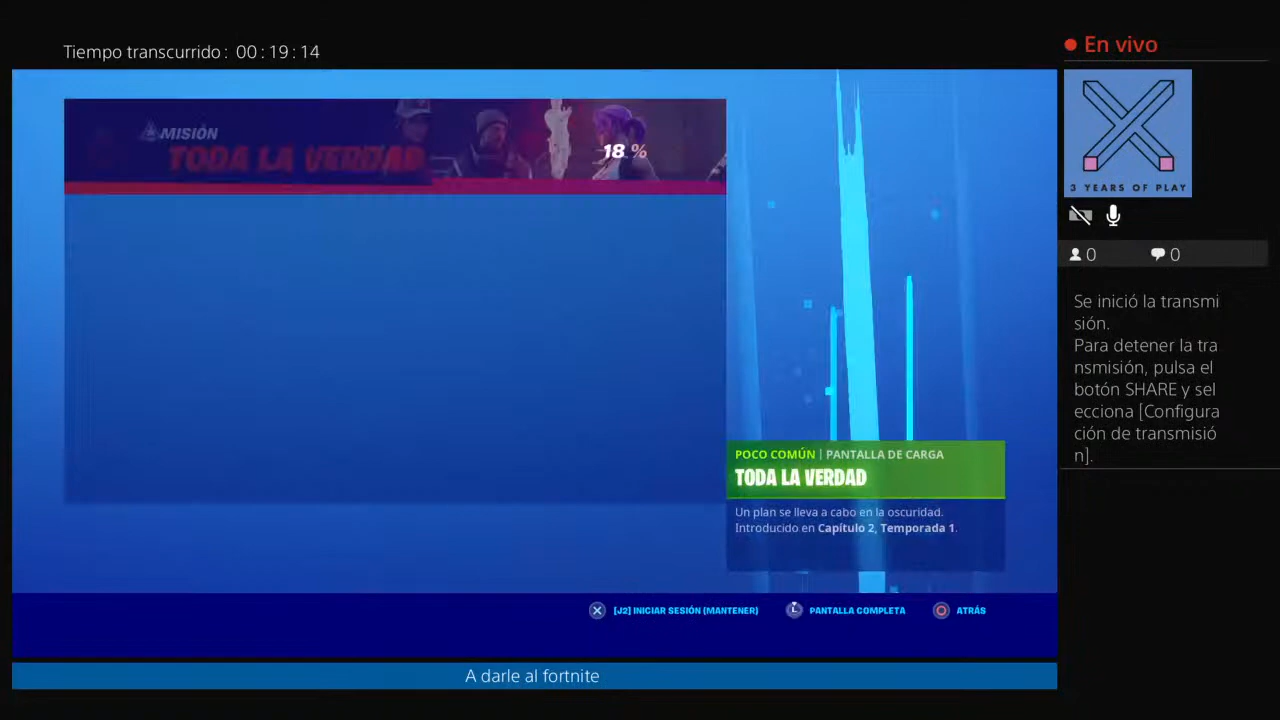 Tiempo transcurrido: 00:19:14
En vivo
MISIÓN
TODA LA VERDAD
18 %
3 YEARS OF PLAY
0
0
Se inició la transmi
sión.
Para detener la tra
nsmisión, pulsa el
botón SHARE y sel
ecciona [Configura
ción de transmisió
n].
POCO COMÚN | PANTALLA DE CARGA
TODA LA VERDAD
Un plan se lleva a cabo en la oscuridad.
Introducido en Capítulo 2, Temporada 1.
[J2] INICIAR SESIÓN (MANTENER)
L
PANTALLA COMPLETA
ATRÁS
A darle al fortnite